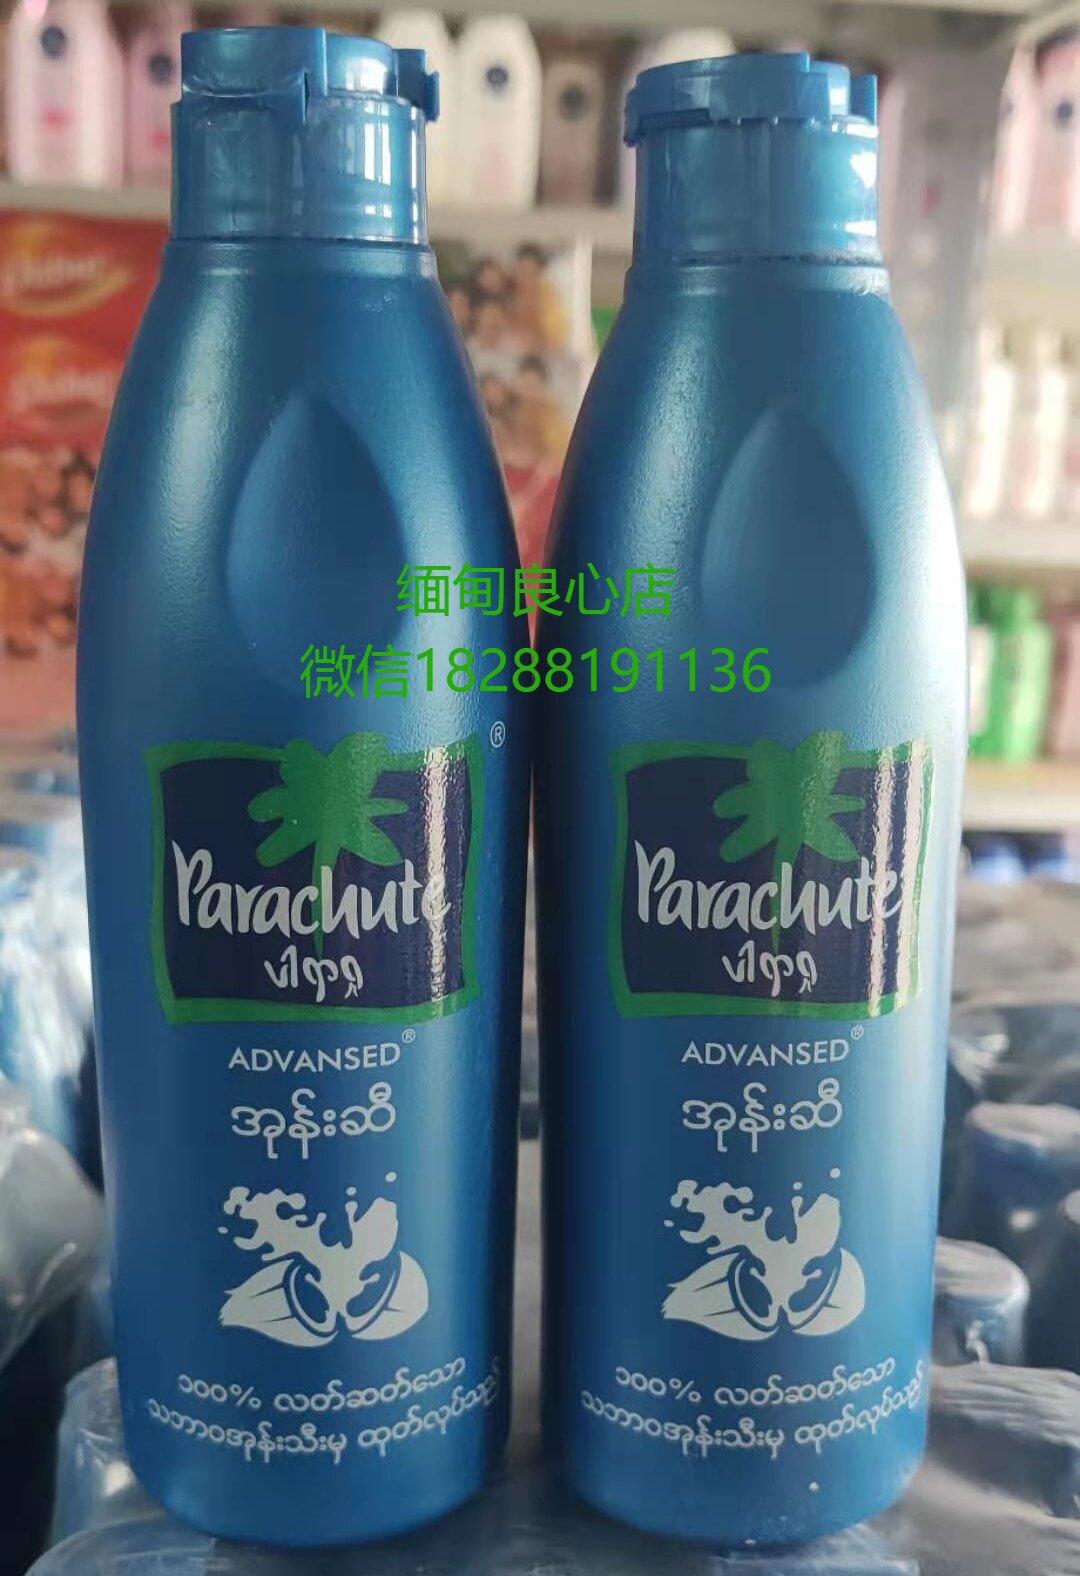 缅甸良心店
微信18288191136
®
Parachute
ပါရာရှု
ADVANSED®
အုန်းဆီ
၁၀၀% လတ်ဆတ်သော
သဘာဝအုန်းသီးမှ ထုတ်လုပ်သည်
Parachute
ပါရာရှု
ADVANSED®
အုန်းဆီ
၁၀၀% လတ်ဆတ်သော
သဘာဝအုန်းသီးမှ ထုတ်လုပ်သည်